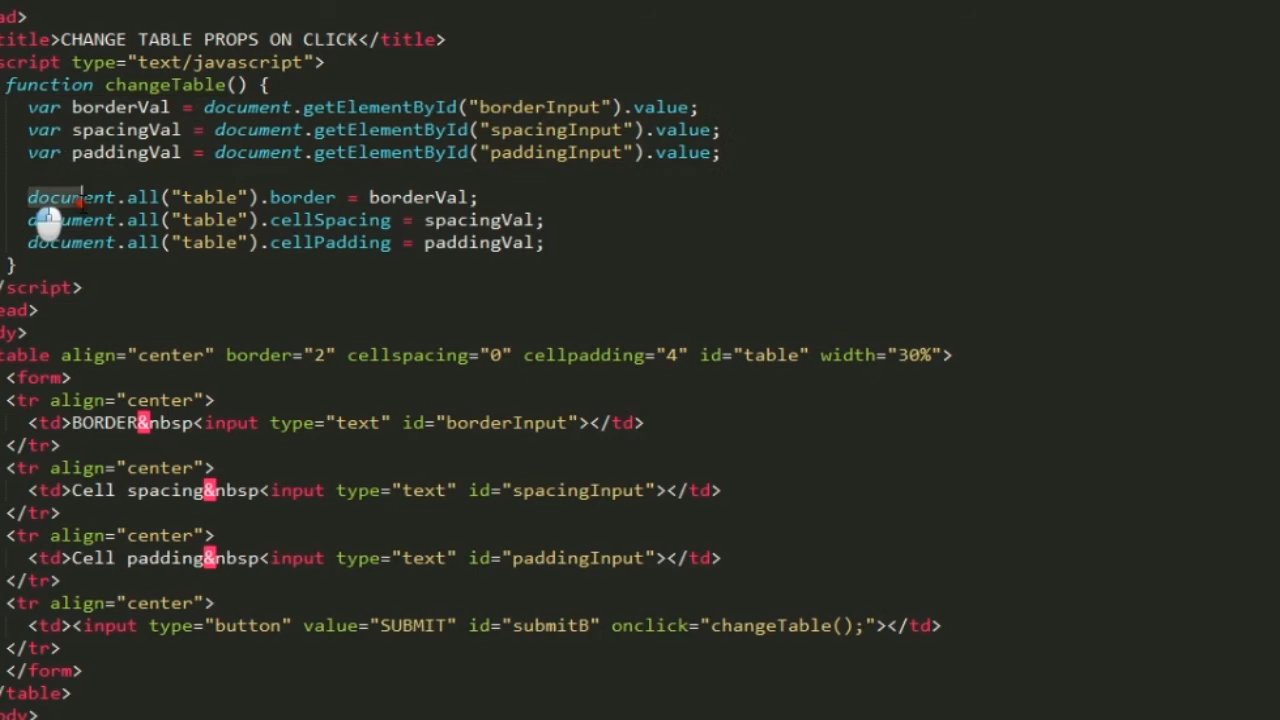 ad>
title>CHANGE TABLE PROPS ON CLICK</title>
script type="text/javascript">
function changeTable() {
var borderVal = document.getElementById("borderInput").value;
var spacingVal = document.getElementById("spacingInput").value;
var paddingVal = document.getElementById("paddingInput").value;
document.all("table").border = borderVal;
document.all("table").cellSpacing = spacingVal;
document.all("table").cellPadding = paddingVal;
}
/script>
ead>
dy>
table align="center" border="2" cellspacing="0" cellpadding="4" id="table" width="30%">
<form>
<tr align="center">
<td>BORDER&nbsp<input type="text" id="borderInput"></td>
</tr>
<tr align="center">
<td>Cell spacing&nbsp<input type="text" id="spacingInput"></td>
</tr>
<tr align="center">
<td>Cell padding&nbsp<input type="text" id="paddingInput"></td>
</tr>
<tr align="center">
<td><input type="button" value="SUBMIT" id="submitB" onclick="changeTable();"></td>
</tr>
</form>
/table>
ody>